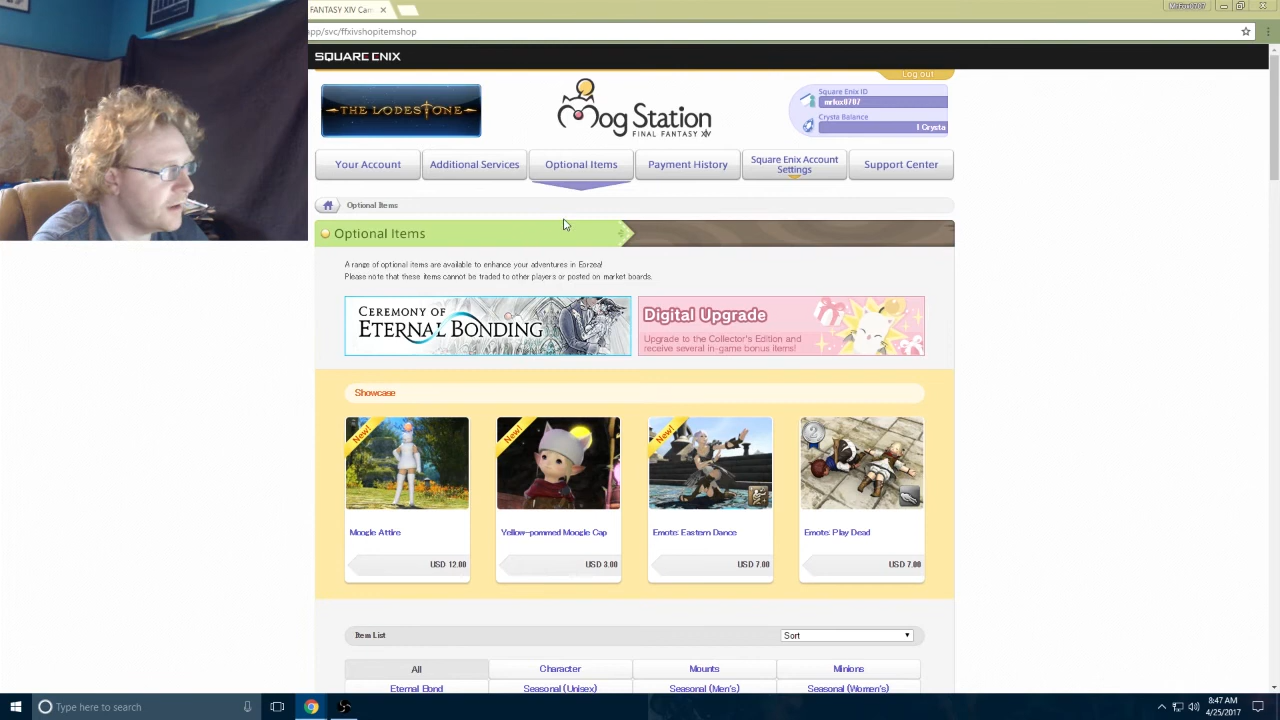 FANTASY XIV Cam
MrFox0707
app/svc/ffxivshopitemshop
SQUARE ENIX
Log out
THE LODESTONE
Mog Station
FINAL FANTASY XIV
Square Enix ID
mrfox0707
Crysta Balance
1 Crysta
Your Account
Additional Services
Optional Items
Payment History
Square Enix Account
Settings
Support Center
Optional Items
Optional Items
A range of optional items are available to enhance your adventures in Eorzea!
Please note that these items cannot be traded to other players or posted on market boards.
CEREMONY OF
ETERNAL BONDING
Digital Upgrade
Upgrade to the Collector's Edition and
receive several in-game bonus items!
Showcase
New!
New!
New!
2
Moogle Attire
Yellow-pommed Moogle Cap
Emote: Eastern Dance
Emote: Play Dead
USD 12.00
USD 3.00
USD 7.00
USD 7.00
Item List
Sort
All
Character
Mounts
Minions
Eternal Bond
Seasonal (Unisex)
Seasonal (Men's)
Seasonal (Women's)
Type here to search
8:47 AM
4/25/2017